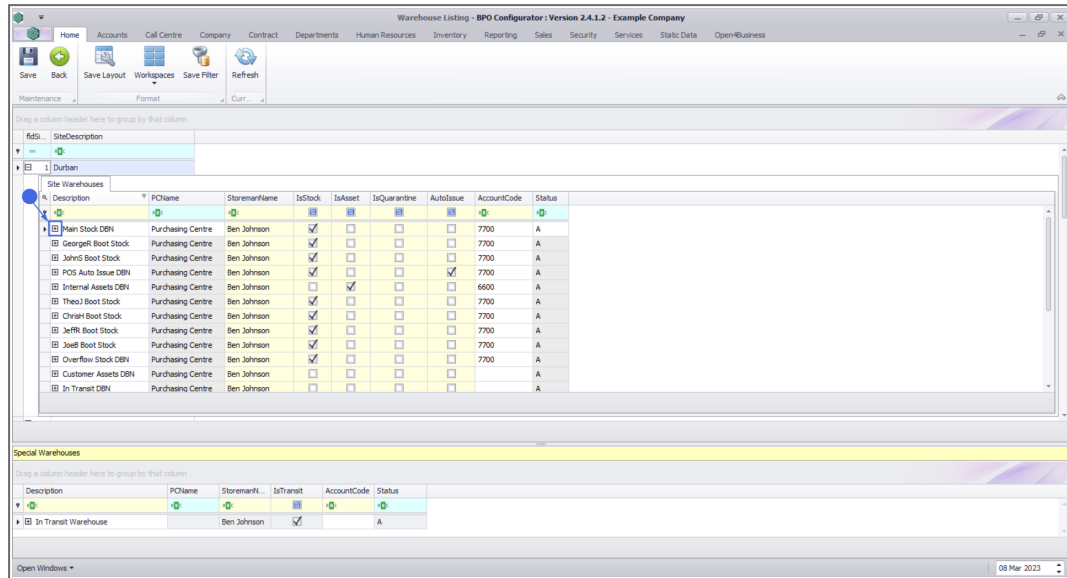 Warehouse Listing - BPO Configurator : Version 2.4.1.2 - Example Company
Home Accounts Call Centre Company Contract Departments Human Resources Inventory Reporting Sales Security Services Static Data Open4Business
Save Back Save Layout Workspaces Save Filter Refresh
Maintenance Format Curr...
Drag a column header here to group by that column
fldSi... SiteDescription
1 Durban
Site Warehouses
Description PCName StoremanName IsStock IsAsset IsQuarantine AutoIssue AccountCode Status
Main Stock DBN Purchasing Centre Ben Johnson 7700 A
GeorgeR Boot Stock Purchasing Centre Ben Johnson 7700 A
JohnS Boot Stock Purchasing Centre Ben Johnson 7700 A
POS Auto Issue DBN Purchasing Centre Ben Johnson 7700 A
Internal Assets DBN Purchasing Centre Ben Johnson 6600 A
TheoJ Boot Stock Purchasing Centre Ben Johnson 7700 A
ChrisH Boot Stock Purchasing Centre Ben Johnson 7700 A
JeffR Boot Stock Purchasing Centre Ben Johnson 7700 A
JoeB Boot Stock Purchasing Centre Ben Johnson 7700 A
Overflow Stock DBN Purchasing Centre Ben Johnson 7700 A
Customer Assets DBN Purchasing Centre Ben Johnson A
In Transit DBN Purchasing Centre Ben Johnson A
Special Warehouses
Drag a column header here to group by that column
Description PCName StoremanN... IsTransit AccountCode Status
In Transit Warehouse Ben Johnson A
Open Windows 08 Mar 2023